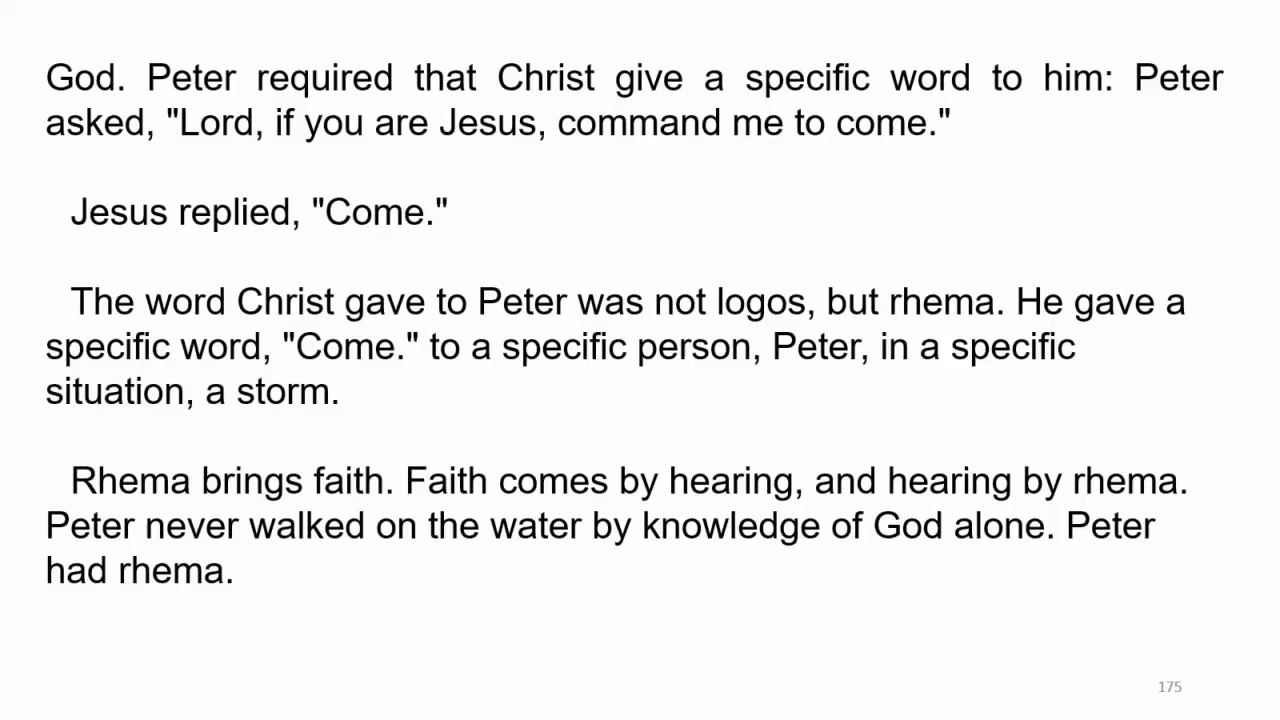 God. Peter required that Christ give a specific word to him: Peter
asked, "Lord, if you are Jesus, command me to come."
Jesus replied, "Come."
The word Christ gave to Peter was not logos, but rhema. He gave a
specific word, "Come." to a specific person, Peter, in a specific
situation, a storm.
Rhema brings faith. Faith comes by hearing, and hearing by rhema.
Peter never walked on the water by knowledge of God alone. Peter
had rhema.
175